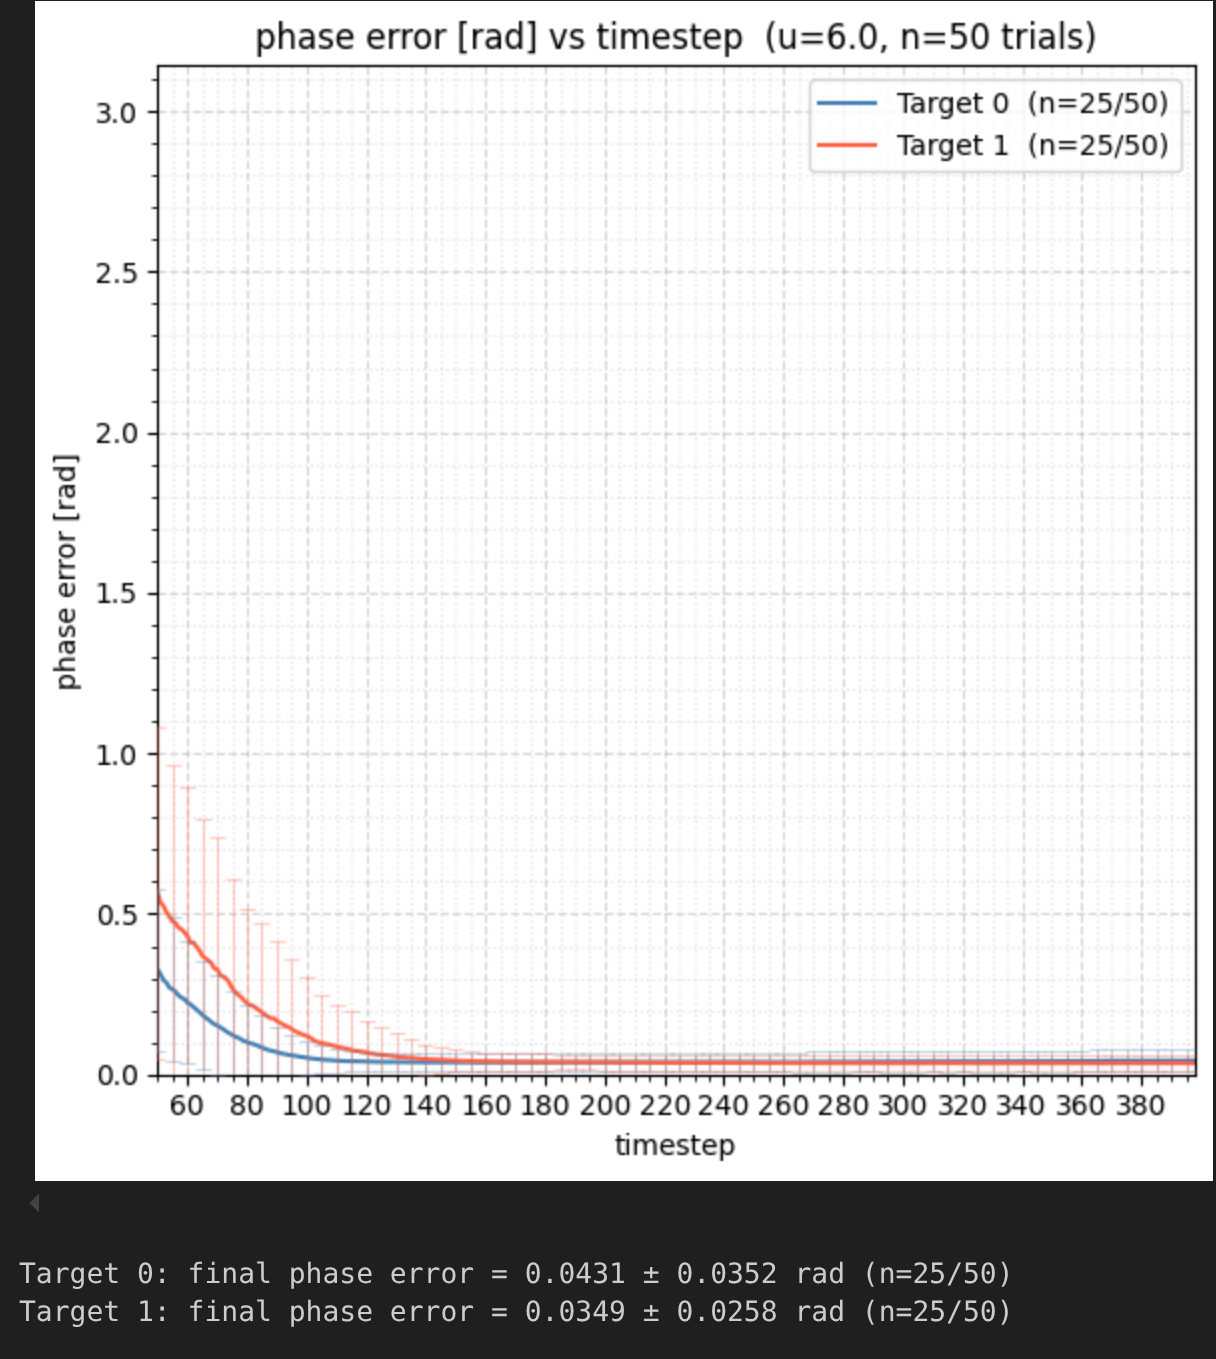 phase error [rad] vs timestep (u=6.0, n=50 trials)
Target 0 (n=25/50)
Target 1 (n=25/50)
3.0
2.5
2.0
1.5
1.0
0.5
0.0
phase error [rad]
60 80 100 120 140 160 180 200 220 240 260 280 300 320 340 360 380
timestep
Target 0: final phase error = 0.0431 ± 0.0352 rad (n=25/50)
Target 1: final phase error = 0.0349 ± 0.0258 rad (n=25/50)